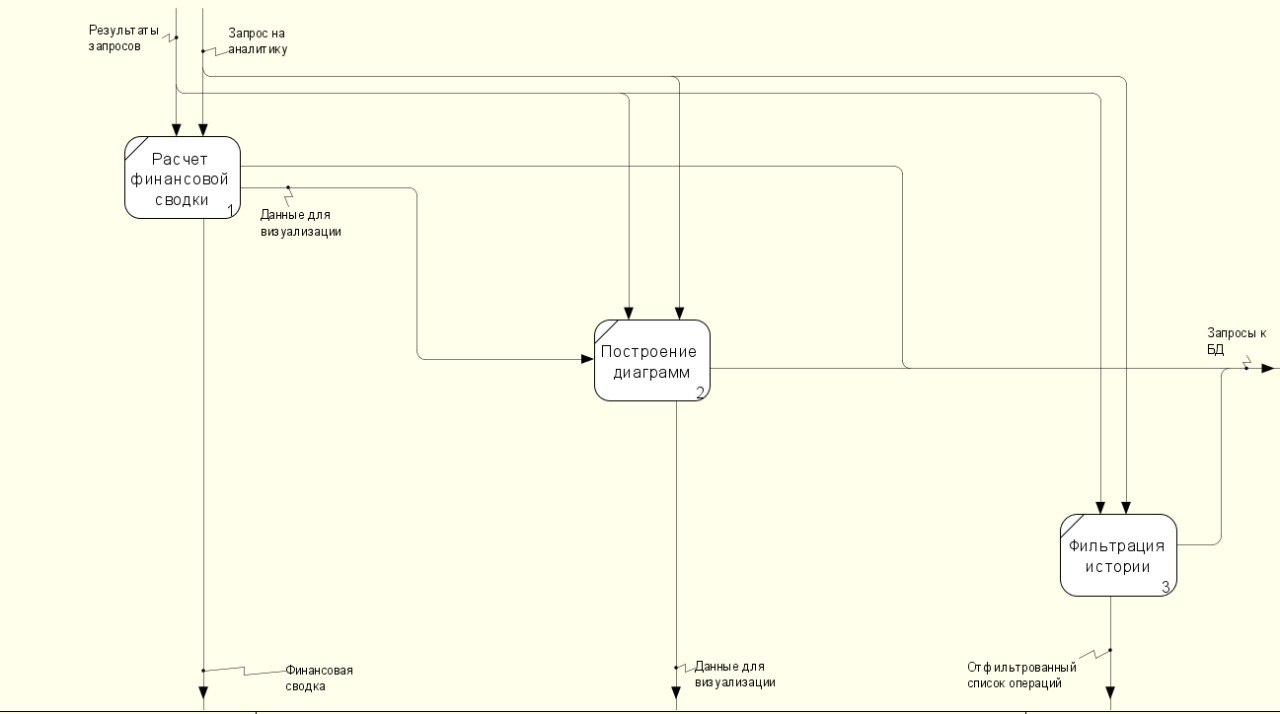 Результаты
запросов
Запрос на
аналитику
Расчет
финансовой
сводки
1
Данные для
визуализации
Построение
диаграмм
2
Запросы к
БД
Фильтрация
истории
3
Финансовая
сводка
Данные для
визуализации
Отфильтрованный
список операций